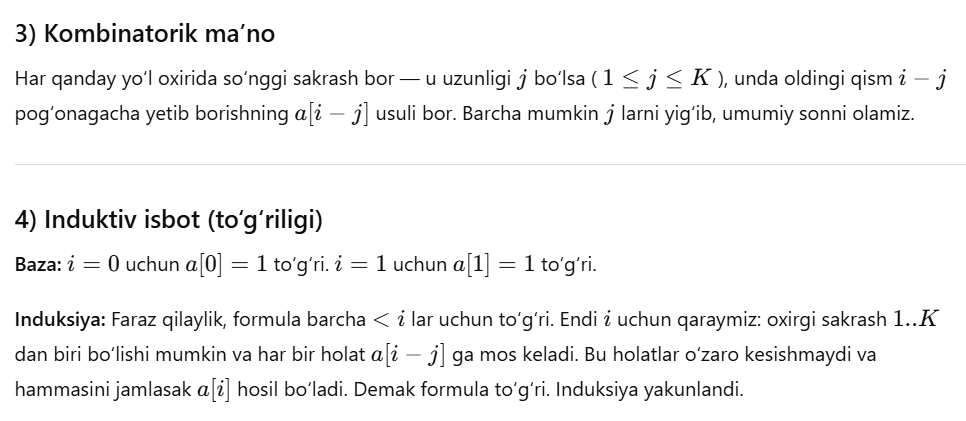 3) Kombinatorik ma’no
Har qanday yo‘l oxirida so‘nggi sakrash bor — u uzunligi j bo‘lsa ( 1 ≤ j ≤ K ), unda oldingi qism i − j
pog‘onagacha yetib borishning a[i − j] usuli bor. Barcha mumkin j larni yig‘ib, umumiy sonni olamiz.
4) Induktiv isbot (to‘g‘riligi)
Baza: i = 0 uchun a[0] = 1 to‘g‘ri. i = 1 uchun a[1] = 1 to‘g‘ri.
Induksiya: Faraz qilaylik, formula barcha < i lar uchun to‘g‘ri. Endi i uchun qaraymiz: oxirgi sakrash 1..K
dan biri bo‘lishi mumkin va har bir holat a[i − j] ga mos keladi. Bu holatlar o‘zaro kesishmaydi va
hammasini jamlasak a[i] hosil bo‘ladi. Demak formula to‘g‘ri. Induksiya yakunlandi.